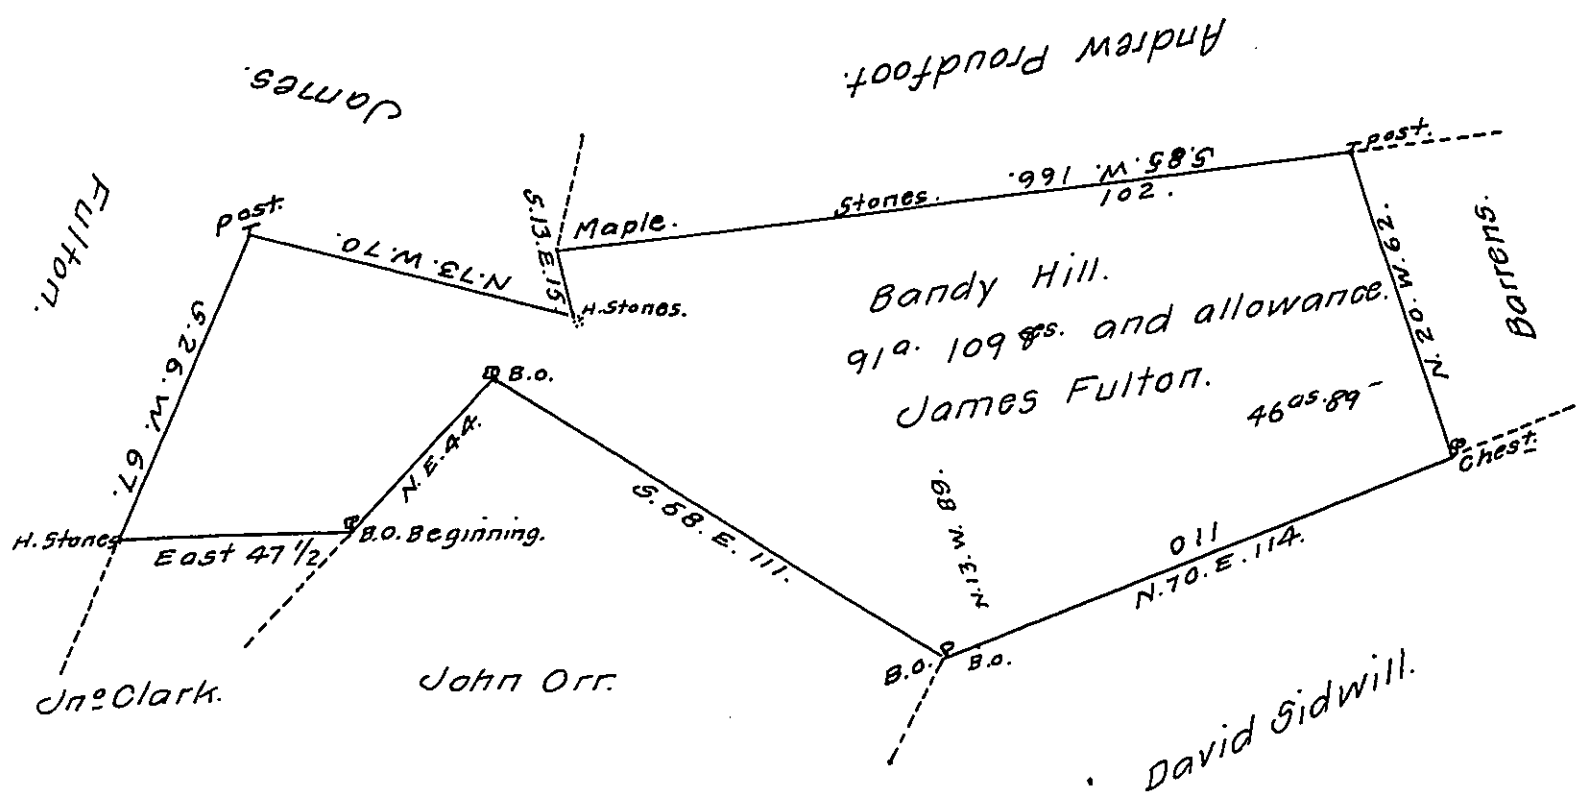 Andrew Proudfoot.
James.
Fulton.
Post.
S.13.E.15
Maple.
Stones.
S.85.W. 166.
102.
Post.
N.20.W.62.
Barrens.
N.73.W.70.
H.Stones.
Bandy Hill.
91a. 109 Ps. and allowance.
James Fulton.
46as.89-
S.26.W. 67.
B.O.
N.E.44.
S.58.E.111.
N.13.W.89.
Chest.
110
N.70.E.114.
H.Stones
East 47 1/2
B.O.Beginning.
B.O.
B.O.
Jno Clark.
John Orr.
David Sidwill.